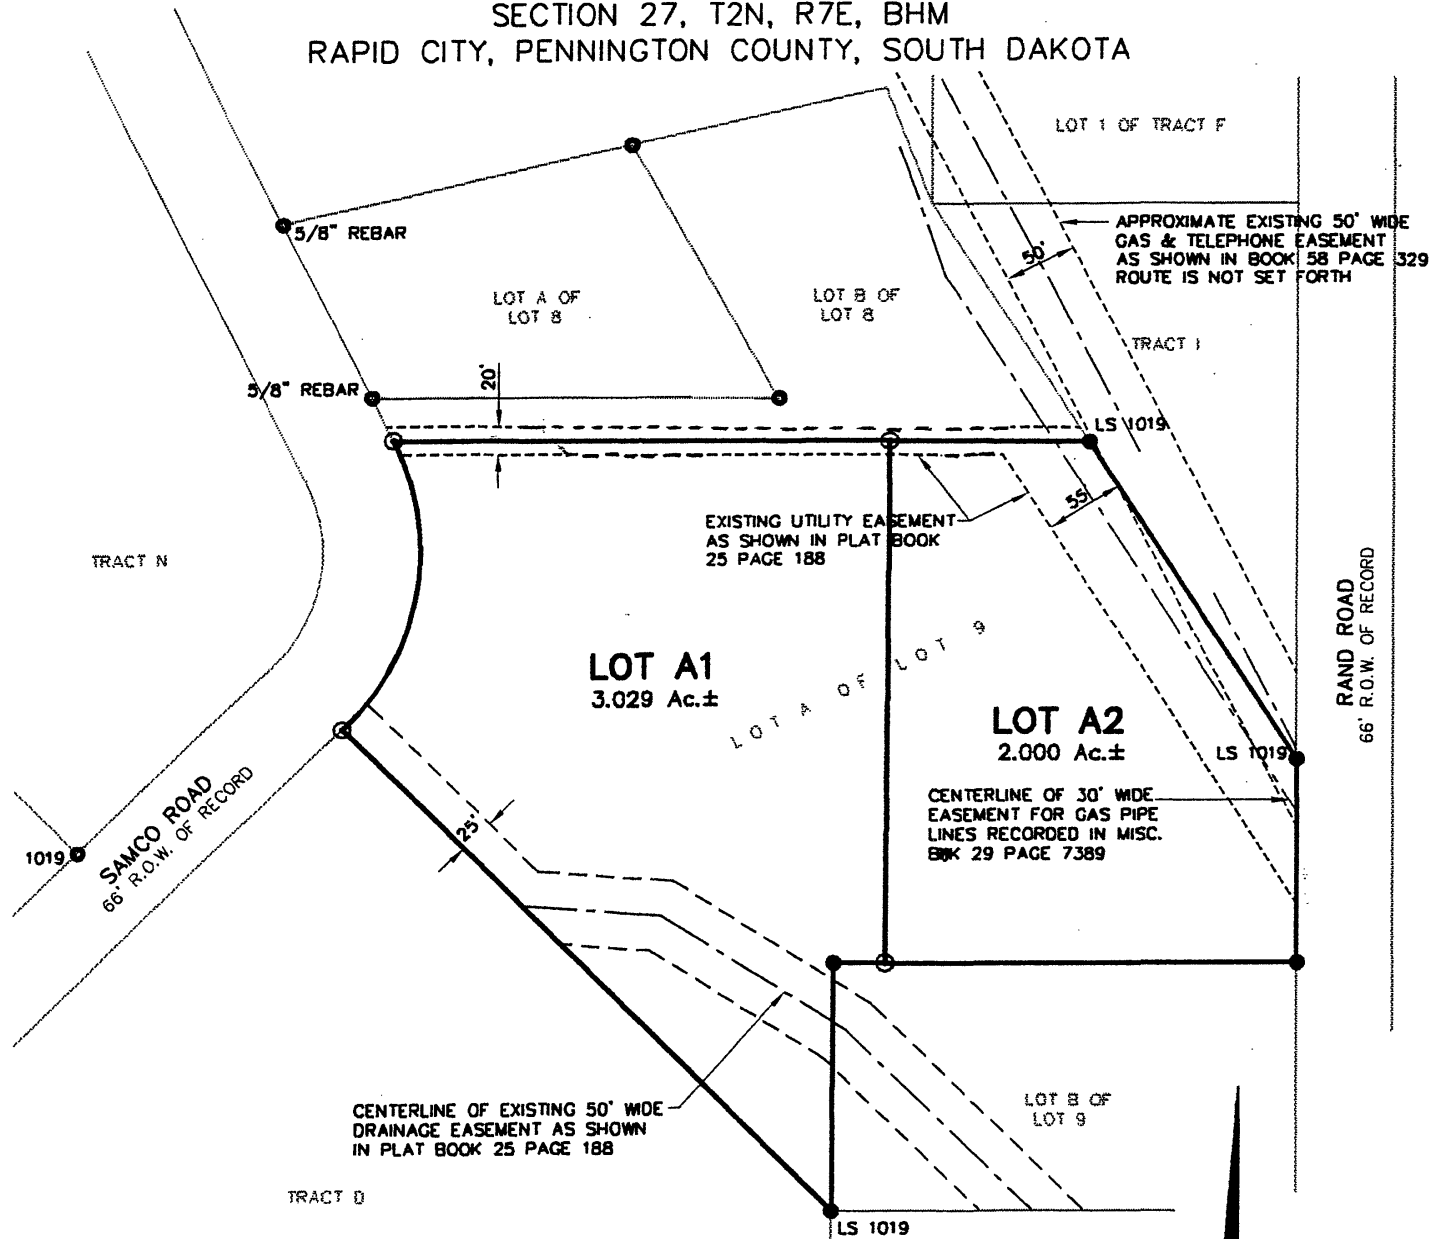 SECTION 27, T2N, R7E, BHM
RAPID CITY, PENNINGTON COUNTY, SOUTH DAKOTA
LOT 1 OF TRACT F
APPROXIMATE EXISTING 50' WIDE
GAS & TELEPHONE EASEMENT
AS SHOWN IN BOOK 58 PAGE 329
ROUTE IS NOT SET FORTH
5/8" REBAR
50'
LOT A OF
LOT 8
LOT B OF
LOT 8
TRACT I
5/8" REBAR
20'
LS 1019
55'
EXISTING UTILITY EASEMENT
AS SHOWN IN PLAT BOOK
25 PAGE 188
TRACT N
RAND ROAD
66' R.O.W. OF RECORD
LOT A OF LOT 9
LOT A1
3.029 Ac.±
LOT A2
2.000 Ac.±
LS 1019
CENTERLINE OF 30' WIDE
EASEMENT FOR GAS PIPE
LINES RECORDED IN MISC.
BK 29 PAGE 7389
SAMCO ROAD
66' R.O.W. OF RECORD
1019
25'
CENTERLINE OF EXISTING 50' WIDE
DRAINAGE EASEMENT AS SHOWN
IN PLAT BOOK 25 PAGE 188
LOT B OF
LOT 9
TRACT D
LS 1019